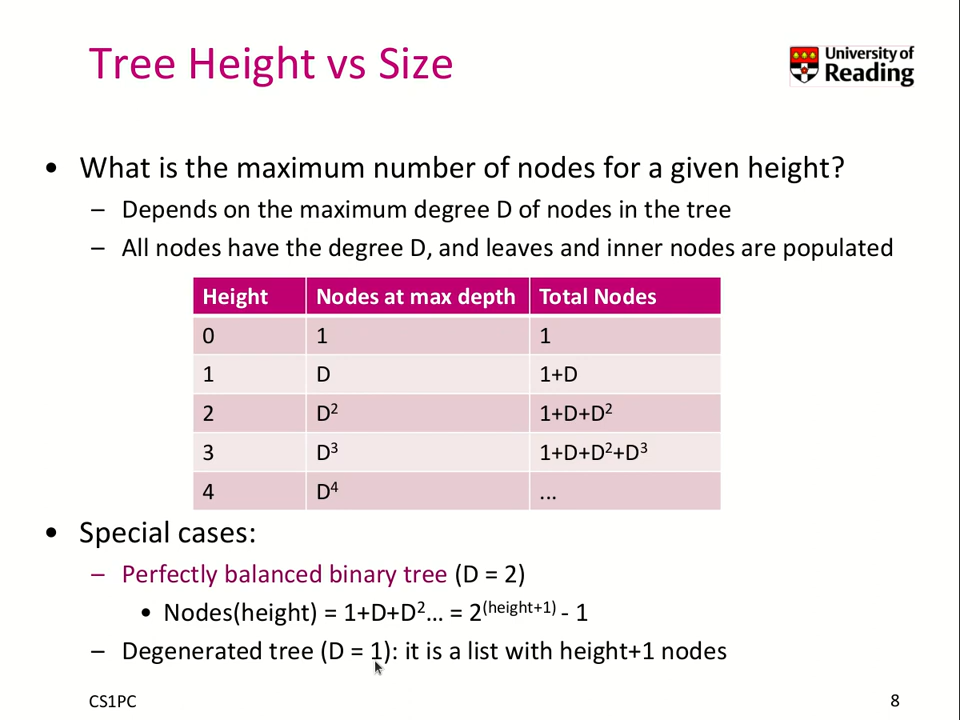 Tree Height vs Size
University of
Reading
• What is the maximum number of nodes for a given height?
– Depends on the maximum degree D of nodes in the tree
– All nodes have the degree D, and leaves and inner nodes are populated
Height Nodes at max depth Total Nodes
0 1 1
1 D 1+D
2 D² 1+D+D²
3 D³ 1+D+D²+D³
4 D⁴ ...
• Special cases:
– Perfectly balanced binary tree (D = 2)
• Nodes(height) = 1+D+D²... = 2⁽ʰᵉⁱᵍʰᵗ⁺¹⁾ - 1
– Degenerated tree (D = 1): it is a list with height+1 nodes
CS1PC
8